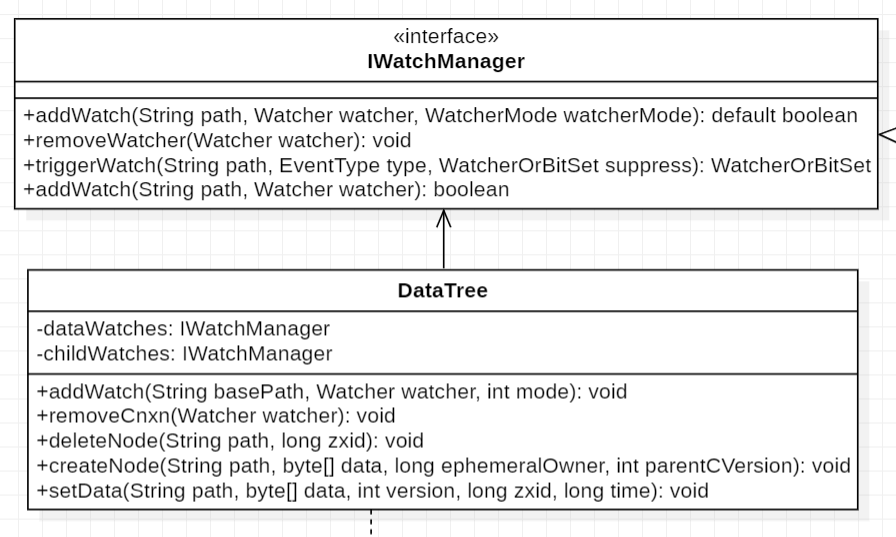 «interface»
IWatchManager
+addWatch(String path, Watcher watcher, WatcherMode watcherMode): default boolean
+removeWatcher(Watcher watcher): void
+triggerWatch(String path, EventType type, WatcherOrBitSet suppress): WatcherOrBitSet
+addWatch(String path, Watcher watcher): boolean
DataTree
-dataWatches: IWatchManager
-childWatches: IWatchManager
+addWatch(String basePath, Watcher watcher, int mode): void
+removeCnxn(Watcher watcher): void
+deleteNode(String path, long zxid): void
+createNode(String path, byte[] data, long ephemeralOwner, int parentCVersion): void
+setData(String path, byte[] data, int version, long zxid, long time): void